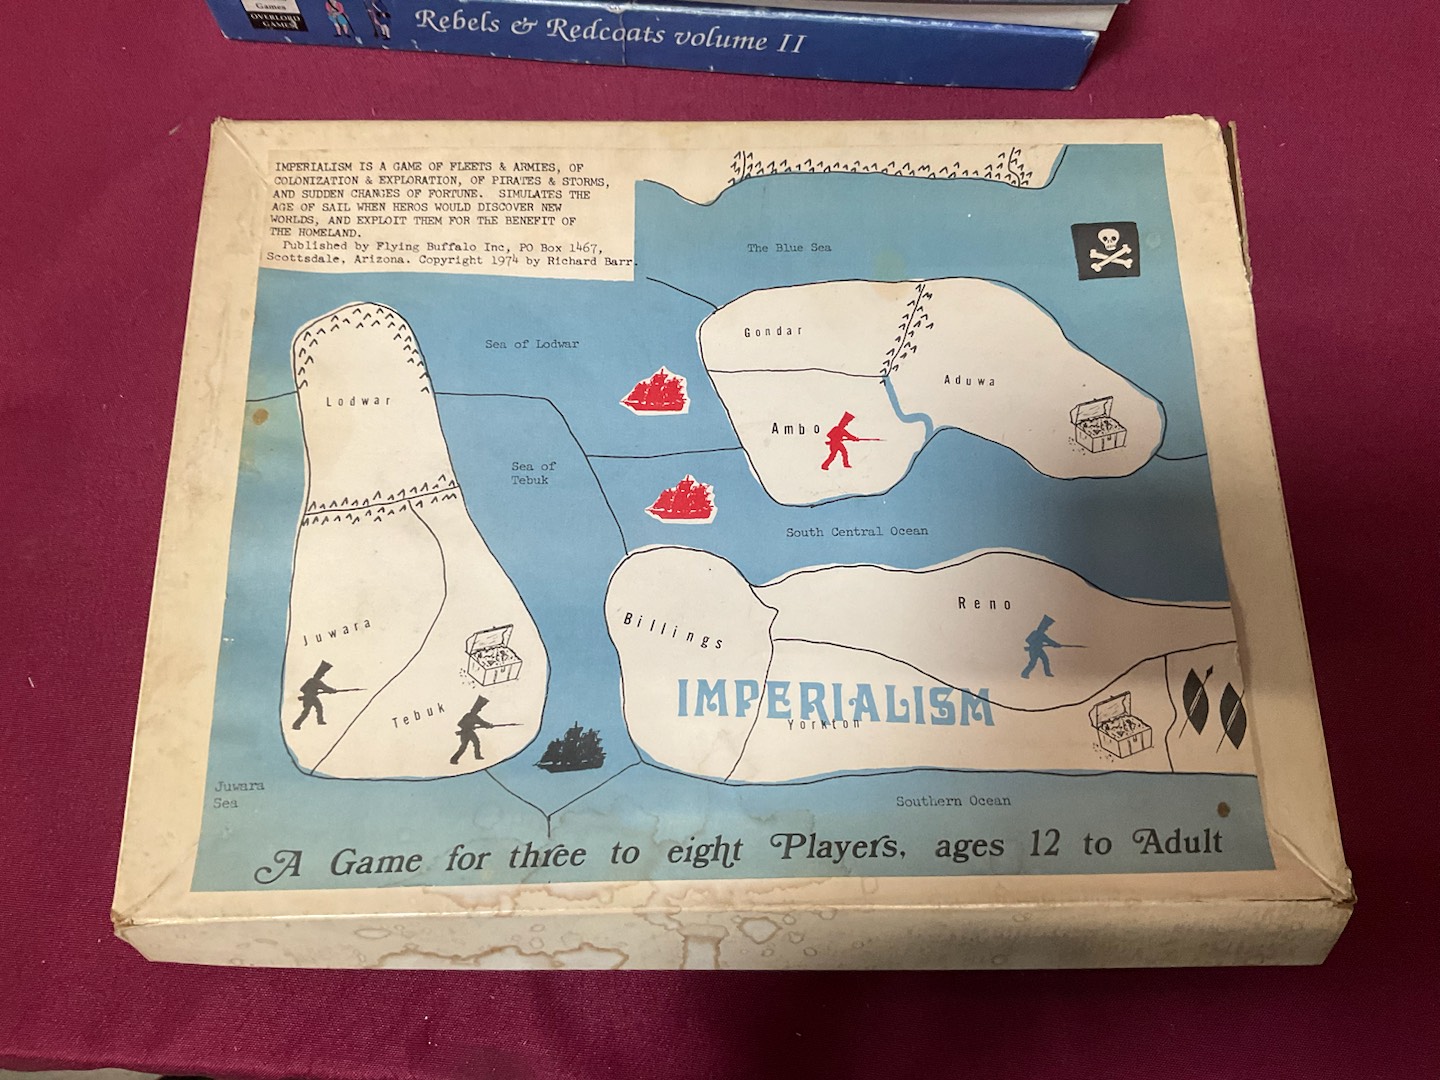 Games
OVERLORD
GAMES
Rebels & Redcoats volume II
IMPERIALISM IS A GAME OF FLEETS & ARMIES, OF
COLONIZATION & EXPLORATION, OF PIRATES & STORMS,
AND SUDDEN CHANGES OF FORTUNE. SIMULATES THE
AGE OF SAIL WHEN HEROS WOULD DISCOVER NEW
WORLDS, AND EXPLOIT THEM FOR THE BENEFIT OF
THE HOMELAND.
Published by Flying Buffalo Inc, PO Box 1467,
Scottsdale, Arizona. Copyright 1974 by Richard Barr.
The Blue Sea
Gondar
Sea of Lodwar
Aduwa
Lodwar
Ambo
Sea of
Tebuk
South Central Ocean
Reno
Billings
Juwara
IMPERIALISM
Tebuk
Yorkton
Juwara
Sea
Southern Ocean
A Game for three to eight Players, ages 12 to Adult